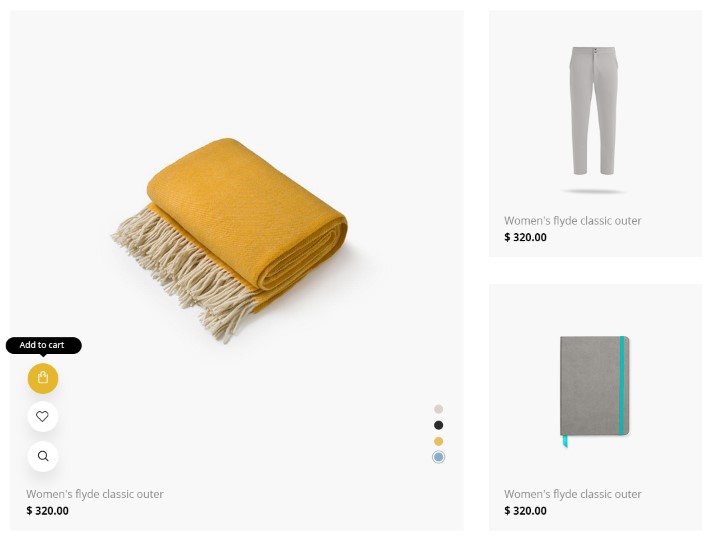 Add to cart
Women's flyde classic outer
$ 320.00
Women's flyde classic outer
$ 320.00
Women's flyde classic outer
$ 320.00